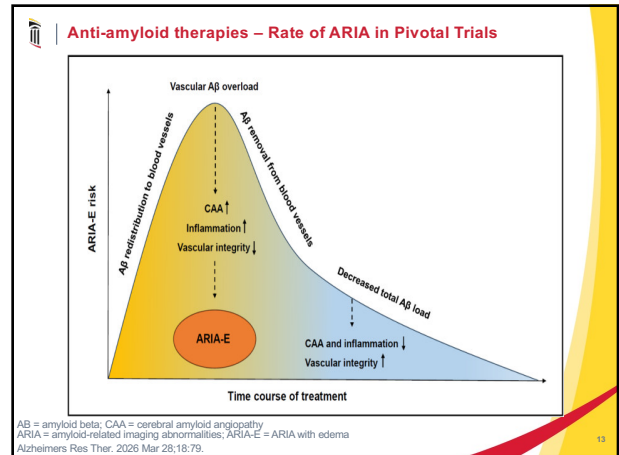 Anti-amyloid therapies – Rate of ARIA in Pivotal Trials
Vascular Aβ overload
Aβ redistribution to blood vessels
Aβ removal from blood vessels
ARIA-E risk
CAA↑
Inflammation↑
Vascular integrity↓
Decreased total Aβ load
ARIA-E
CAA and inflammation↓
Vascular integrity↑
Time course of treatment
AB = amyloid beta; CAA = cerebral amyloid angiopathy
ARIA = amyloid-related imaging abnormalities; ARIA-E = ARIA with edema
Alzheimers Res Ther. 2026 Mar 28;18:79.
13